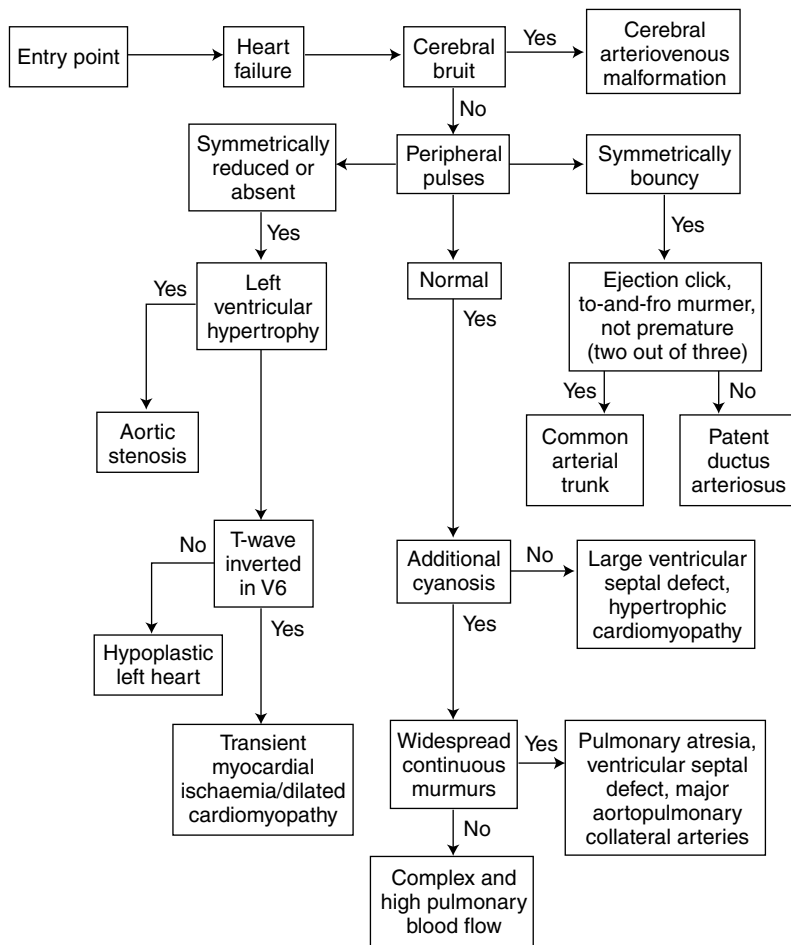 Entry point
Heart
failure
Cerebral
bruit
Yes
Cerebral
arteriovenous
malformation
No
Symmetrically
reduced or
absent
Peripheral
pulses
Symmetrically
bouncy
Yes
Yes
Yes
Left
ventricular
hypertrophy
Normal
Yes
Ejection click,
to-and-fro murmer,
not premature
(two out of three)
Yes
No
Aortic
stenosis
Common
arterial
trunk
Patent
ductus
arteriosus
No
T-wave
inverted
in V6
Additional
cyanosis
No
Large ventricular
septal defect,
hypertrophic
cardiomyopathy
Yes
Yes
Hypoplastic
left heart
Transient
myocardial
ischaemia/dilated
cardiomyopathy
Widespread
continuous
murmurs
Yes
Pulmonary atresia,
ventricular septal
defect, major
aortopulmonary
collateral arteries
No
Complex and
high pulmonary
blood flow